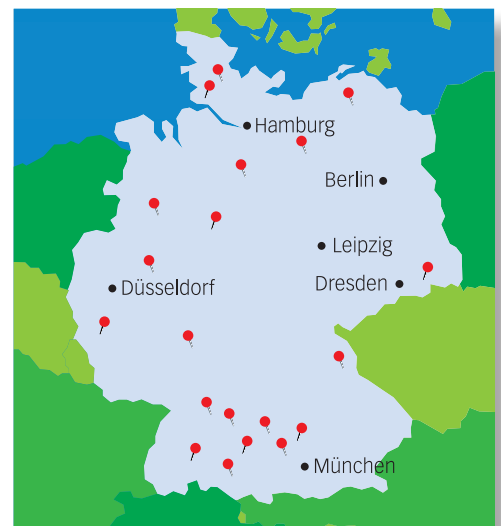 Hamburg
Berlin
Leipzig
Dresden
Düsseldorf
München